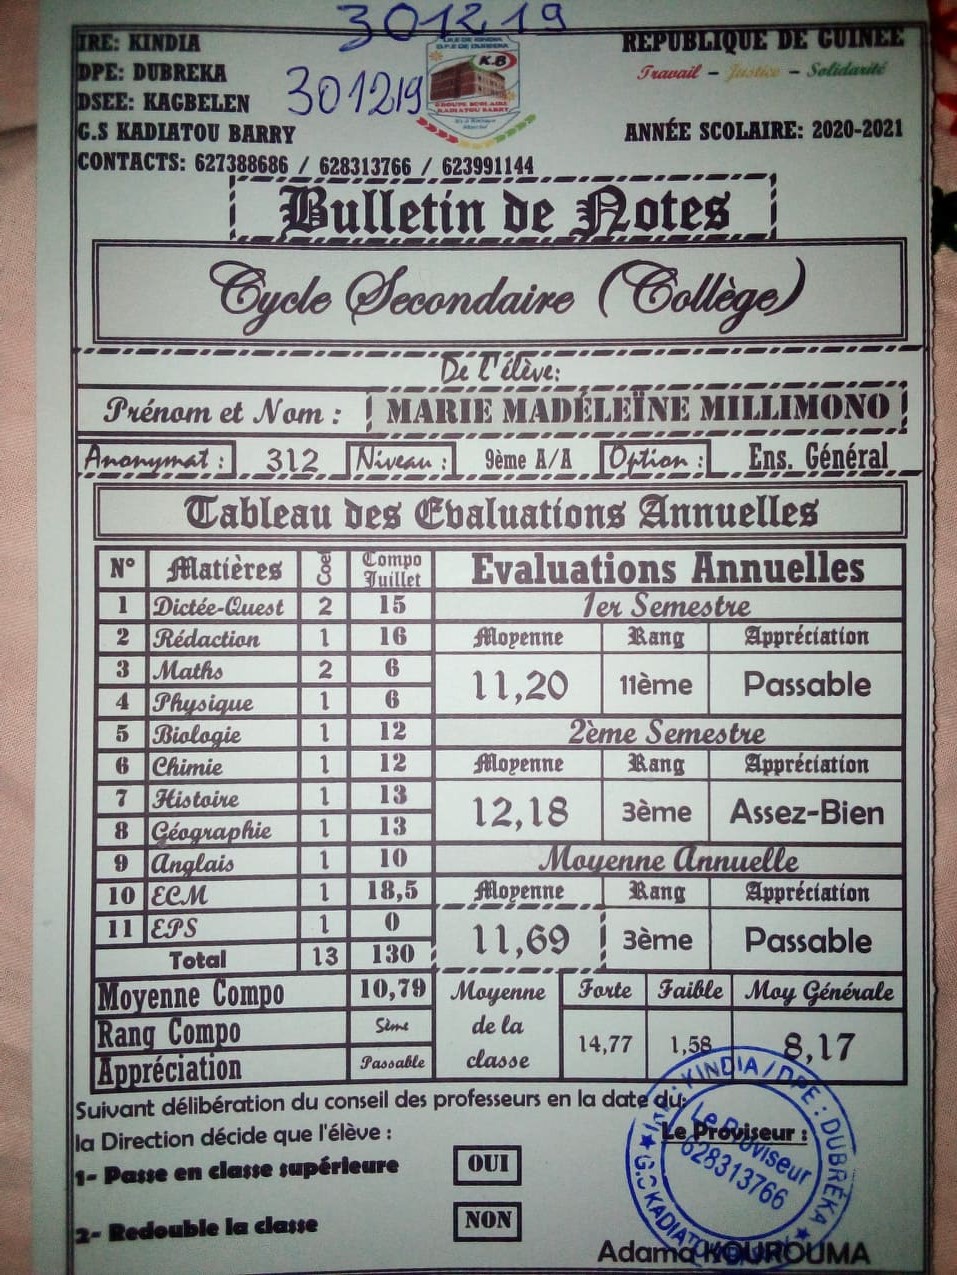 301219
IRE: KINDIA
DPE: DUBREKA
DSEE: KAGBELEN
G.S KADIATOU BARRY
CONTACTS: 627388686 / 628313766 / 623991144
301219
I.R.E DE KINDIA
D.P.E DE DUBREKA
K.B
GROUPE SCOLAIRE
KADIATOU BARRY
REPUBLIQUE DE GUINEE
Travail – Justice – Solidarité
ANNÉE SCOLAIRE: 2020-2021
Bulletin de Notes
Cycle Secondaire (Collège)
De l'élève:
Prénom et Nom : MARIE MADÉLEÏNE MILLIMONO
Anonymat : 312 Niveau : 9ème A/A Option : Ens. Général
Tableau des Evaluations Annuelles
N° Matières Coef Compo Juillet Evaluations Annuelles
1 Dictée-Quest 2 15 1er Semestre
2 Rédaction 1 16 Moyenne Rang Appréciation
3 Maths 2 6 11,20 11ème Passable
4 Physique 1 6
5 Biologie 1 12 2ème Semestre
6 Chimie 1 12 Moyenne Rang Appréciation
7 Histoire 1 13 12,18 3ème Assez-Bien
8 Géographie 1 13
9 Anglais 1 10 Moyenne Annuelle
10 ECM 1 18,5 Moyenne Rang Appréciation
11 EPS 1 0 11,69 3ème Passable
Total 13 130
Moyenne Compo 10,79 Moyenne de la classe Forte Faible Moy Générale
Rang Compo 5ème 14,77 1,58 8,17
Appréciation Passable
Suivant délibération du conseil des professeurs en la date du:
la Direction décide que l'élève :
1- Passe en classe supérieure OUI
2- Redouble la classe NON
Le Proviseur :
KINDIA / DPE : DUBREKA
Le Proviseur
628313766
Adama KOUROUMA